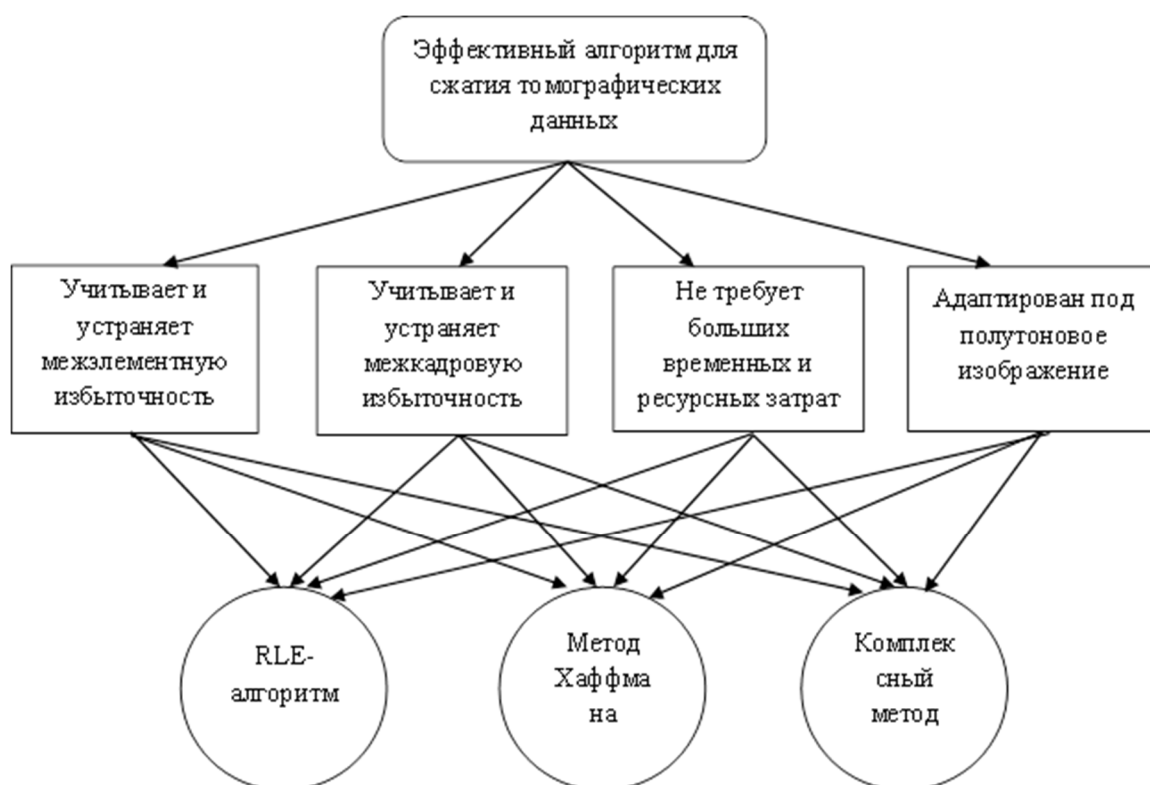 Эффективный алгоритм для
сжатия томографических
данных
Учитывает и
устраняет
межэлементную
избыточность
Учитывает и
устраняет
межкадровую
избыточность
Не требует
больших
временных и
ресурсных затрат
Адаптирован под
полутоновое
изображение
RLE-
алгоритм
Метод
Хаффма
на
Комплек
сный
метод